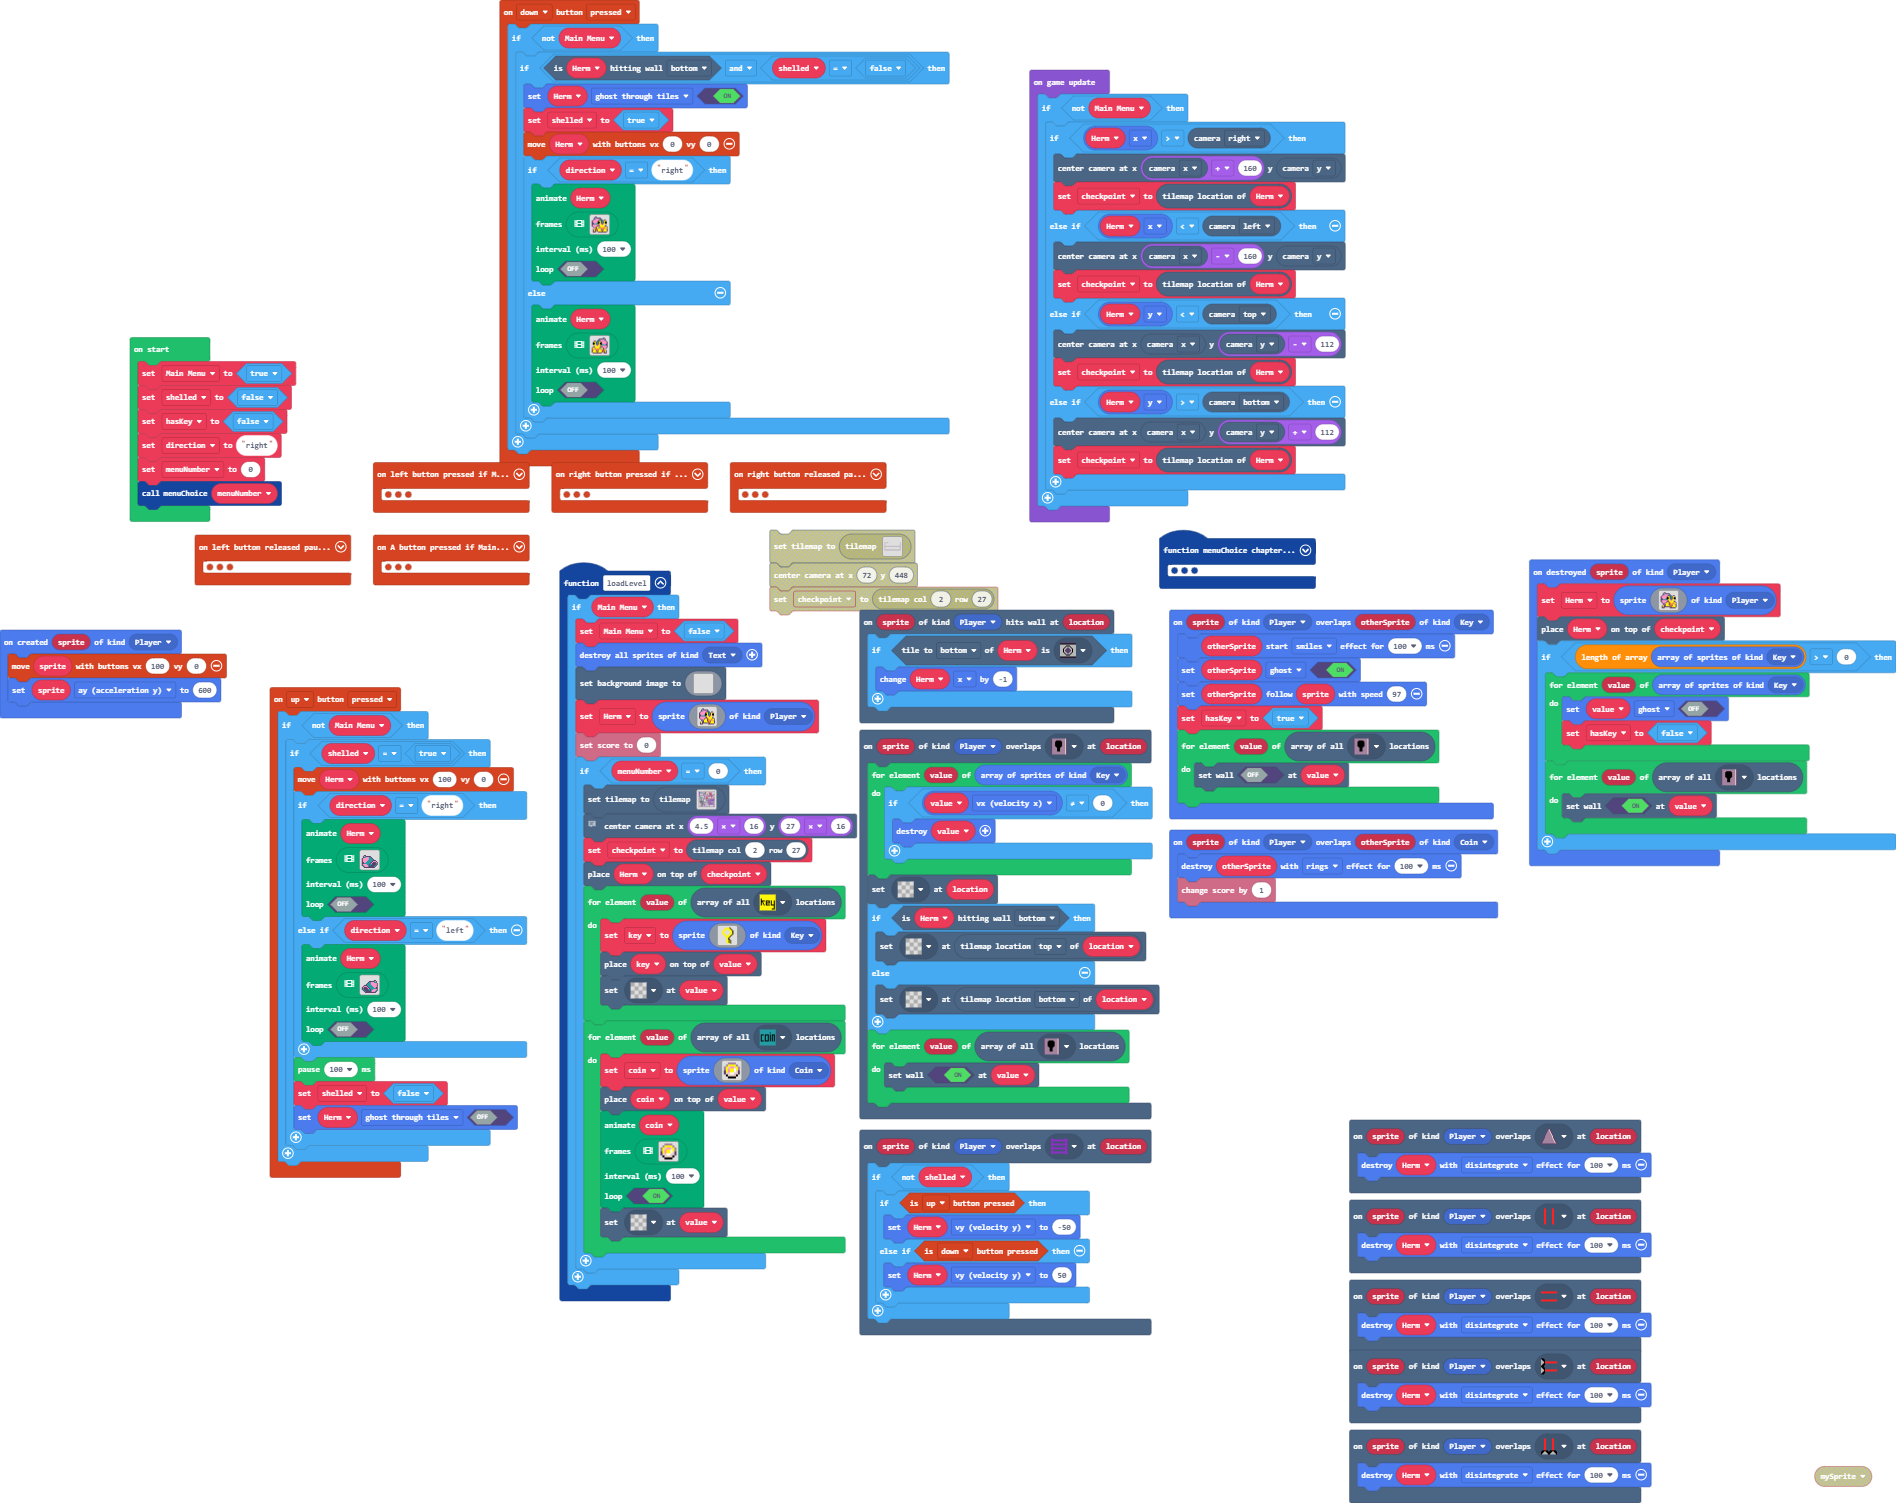 on down button pressed
if not Main Menu then
if is Herm hitting wall bottom and shelled = false then
set Herm ghost through tiles ON
set shelled to true
move Herm with buttons vx 0 vy 0
if direction = "right" then
animate Herm
frames
interval (ms) 100
loop OFF
else
animate Herm
frames
interval (ms) 100
loop OFF
on game update
if not Main Menu then
if Herm x > camera right then
center camera at x camera x + 160 y camera y
set checkpoint to tilemap location of Herm
else if Herm x < camera left then
center camera at x camera x - 160 y camera y
set checkpoint to tilemap location of Herm
else if Herm y < camera top then
center camera at x camera x y camera y - 112
set checkpoint to tilemap location of Herm
else if Herm y > camera bottom then
center camera at x camera x y camera y + 112
set checkpoint to tilemap location of Herm
on start
set Main Menu to true
set shelled to false
set hasKey to false
set direction to "right"
set menuNumber to 0
call menuChoice menuNumber
on left button pressed if M...
on right button pressed if ...
on right button released pa...
on left button released pau...
on A button pressed if Main...
set tilemap to tilemap
center camera at x 72 y 448
set checkpoint to tilemap col 2 row 27
function menuChoice chapter...
on created sprite of kind Player
move sprite with buttons vx 100 vy 0
set sprite ay (acceleration y) to 600
on up button pressed
if not Main Menu then
if shelled = true then
move Herm with buttons vx 100 vy 0
if direction = "right" then
animate Herm
frames
interval (ms) 100
loop OFF
else if direction = "left" then
animate Herm
frames
interval (ms) 100
loop OFF
pause 100 ms
set shelled to false
set Herm ghost through tiles OFF
function loadLevel
if Main Menu then
set Main Menu to false
destroy all sprites of kind Text
set background image to
set Herm to sprite of kind Player
set score to 0
if menuNumber = 0 then
set tilemap to tilemap
center camera at x 4.5 × 16 y 27 × 16
set checkpoint to tilemap col 2 row 27
place Herm on top of checkpoint
for element value of array of all key locations
do
set key to sprite of kind Key
place key on top of value
set at value
for element value of array of all coin locations
do
set coin to sprite of kind Coin
place coin on top of value
animate coin
frames
interval (ms) 100
loop ON
set at value
on sprite of kind Player hits wall at location
if tile to bottom of Herm is then
change Herm x by -1
on sprite of kind Player overlaps at location
for element value of array of sprites of kind Key
do
if value vx (velocity x) ≠ 0 then
destroy value
set at location
if is Herm hitting wall bottom then
set at tilemap location top of location
else
set at tilemap location bottom of location
for element value of array of all locations
do
set wall ON at value
on sprite of kind Player overlaps at location
if not shelled then
if is up button pressed then
set Herm vy (velocity y) to -50
else if is down button pressed then
set Herm vy (velocity y) to 50
on sprite of kind Player overlaps otherSprite of kind Key
otherSprite start smiles effect for 100 ms
set otherSprite ghost ON
set otherSprite follow sprite with speed 97
set hasKey to true
for element value of array of all locations
do
set wall OFF at value
on sprite of kind Player overlaps otherSprite of kind Coin
destroy otherSprite with rings effect for 100 ms
change score by 1
on destroyed sprite of kind Player
set Herm to sprite of kind Player
place Herm on top of checkpoint
if length of array array of sprites of kind Key > 0 then
for element value of array of sprites of kind Key
do
set value ghost OFF
set hasKey to false
for element value of array of all locations
do
set wall ON at value
on sprite of kind Player overlaps at location
destroy Herm with disintegrate effect for 100 ms
on sprite of kind Player overlaps at location
destroy Herm with disintegrate effect for 100 ms
on sprite of kind Player overlaps at location
destroy Herm with disintegrate effect for 100 ms
on sprite of kind Player overlaps at location
destroy Herm with disintegrate effect for 100 ms
on sprite of kind Player overlaps at location
destroy Herm with disintegrate effect for 100 ms
mySprite